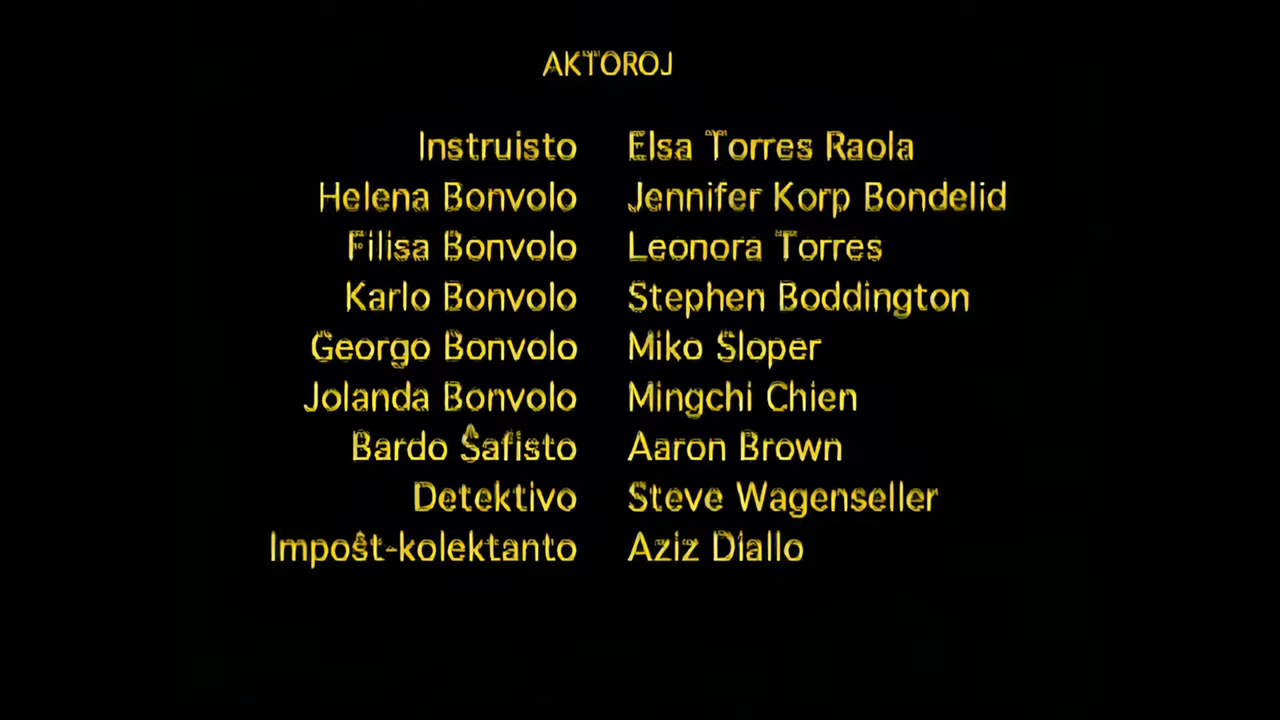 AKTOROJ
Instruisto Elsa Torres Raola
Helena Bonvolo Jennifer Korp Bondelid
Filisa Bonvolo Leonora Torres
Karlo Bonvolo Stephen Boddington
Georgo Bonvolo Miko Sloper
Jolanda Bonvolo Mingchi Chien
Bardo Ŝafisto Aaron Brown
Detektivo Steve Wagenseller
Impoŝt-kolektanto Aziz Diallo